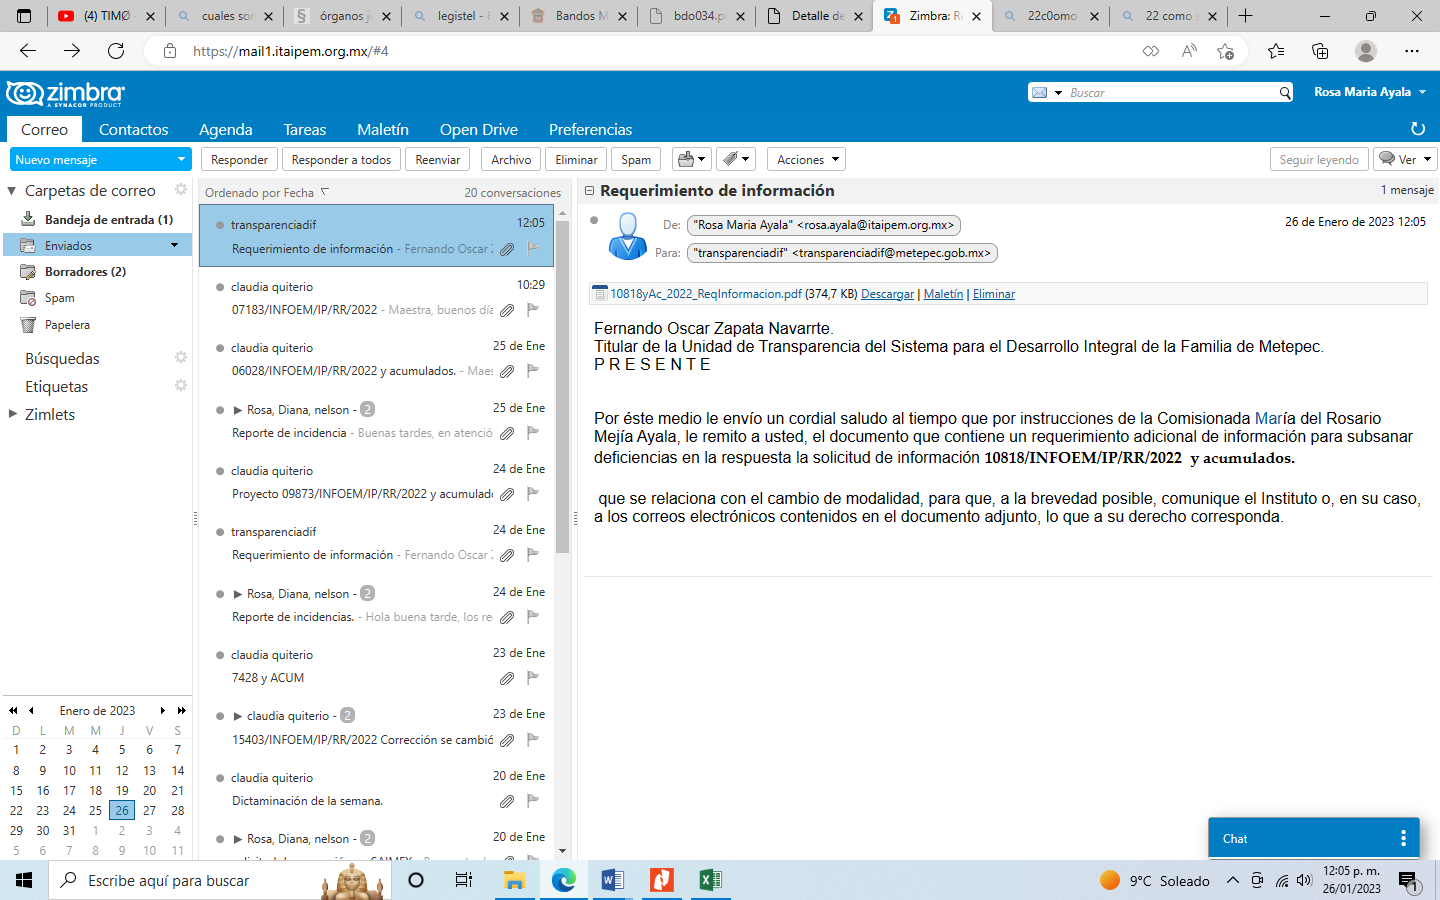 (4) TIMØ
cuales son
órganos ju
legistel - B
Bandos M
bdo034.pd
Detalle de
Zimbra: Re
22c0omo
22 como s
https://mail1.itaipem.org.mx/#4
zimbra
A SYNACOR PRODUCT
Buscar
Rosa Maria Ayala
Correo
Contactos
Agenda
Tareas
Maletín
Open Drive
Preferencias
Nuevo mensaje
Responder
Responder a todos
Reenviar
Archivo
Eliminar
Spam
Acciones
Seguir leyendo
Ver
Carpetas de correo
Bandeja de entrada (1)
Enviados
Borradores (2)
Spam
Papelera
Búsquedas
Etiquetas
Zimlets
Enero de 2023
D L M M J V S
1 2 3 4 5 6 7
8 9 10 11 12 13 14
15 16 17 18 19 20 21
22 23 24 25 26 27 28
29 30 31 1 2 3 4
5 6 7 8 9 10 11
Ordenado por Fecha 20 conversaciones
transparenciadif 12:05
Requerimiento de información - Fernando Oscar Z
claudia quiterio 10:29
07183/INFOEM/IP/RR/2022 - Maestra, buenos día
claudia quiterio 25 de Ene
06028/INFOEM/IP/RR/2022 y acumulados. - Maes
Rosa, Diana, nelson - 2 25 de Ene
Reporte de incidencia - Buenas tardes, en atenció
claudia quiterio 24 de Ene
Proyecto 09873/INFOEM/IP/RR/2022 y acumulado
transparenciadif 24 de Ene
Requerimiento de información - Fernando Oscar Z
Rosa, Diana, nelson - 2 24 de Ene
Reporte de incidencias. - Hola buena tarde, los re
claudia quiterio 23 de Ene
7428 y ACUM
claudia quiterio - 2 23 de Ene
15403/INFOEM/IP/RR/2022 Corrección se cambió
claudia quiterio 20 de Ene
Dictaminación de la semana.
Rosa, Diana, nelson - 2 20 de Ene
Requerimiento de información 1 mensaje
De: "Rosa Maria Ayala" <rosa.ayala@itaipem.org.mx> 26 de Enero de 2023 12:05
Para: "transparenciadif" <transparenciadif@metepec.gob.mx>
10818yAc_2022_ReqInformacion.pdf (374,7 KB) Descargar | Maletín | Eliminar
Fernando Oscar Zapata Navarrte.
Titular de la Unidad de Transparencia del Sistema para el Desarrollo Integral de la Familia de Metepec.
P R E S E N T E
Por éste medio le envío un cordial saludo al tiempo que por instrucciones de la Comisionada María del Rosario
Mejía Ayala, le remito a usted, el documento que contiene un requerimiento adicional de información para subsanar
deficiencias en la respuesta la solicitud de información 10818/INFOEM/IP/RR/2022 y acumulados.
que se relaciona con el cambio de modalidad, para que, a la brevedad posible, comunique el Instituto o, en su caso,
a los correos electrónicos contenidos en el documento adjunto, lo que a su derecho corresponda.
Chat
Escribe aquí para buscar
9°C Soleado
12:05 p. m.
26/01/2023
1